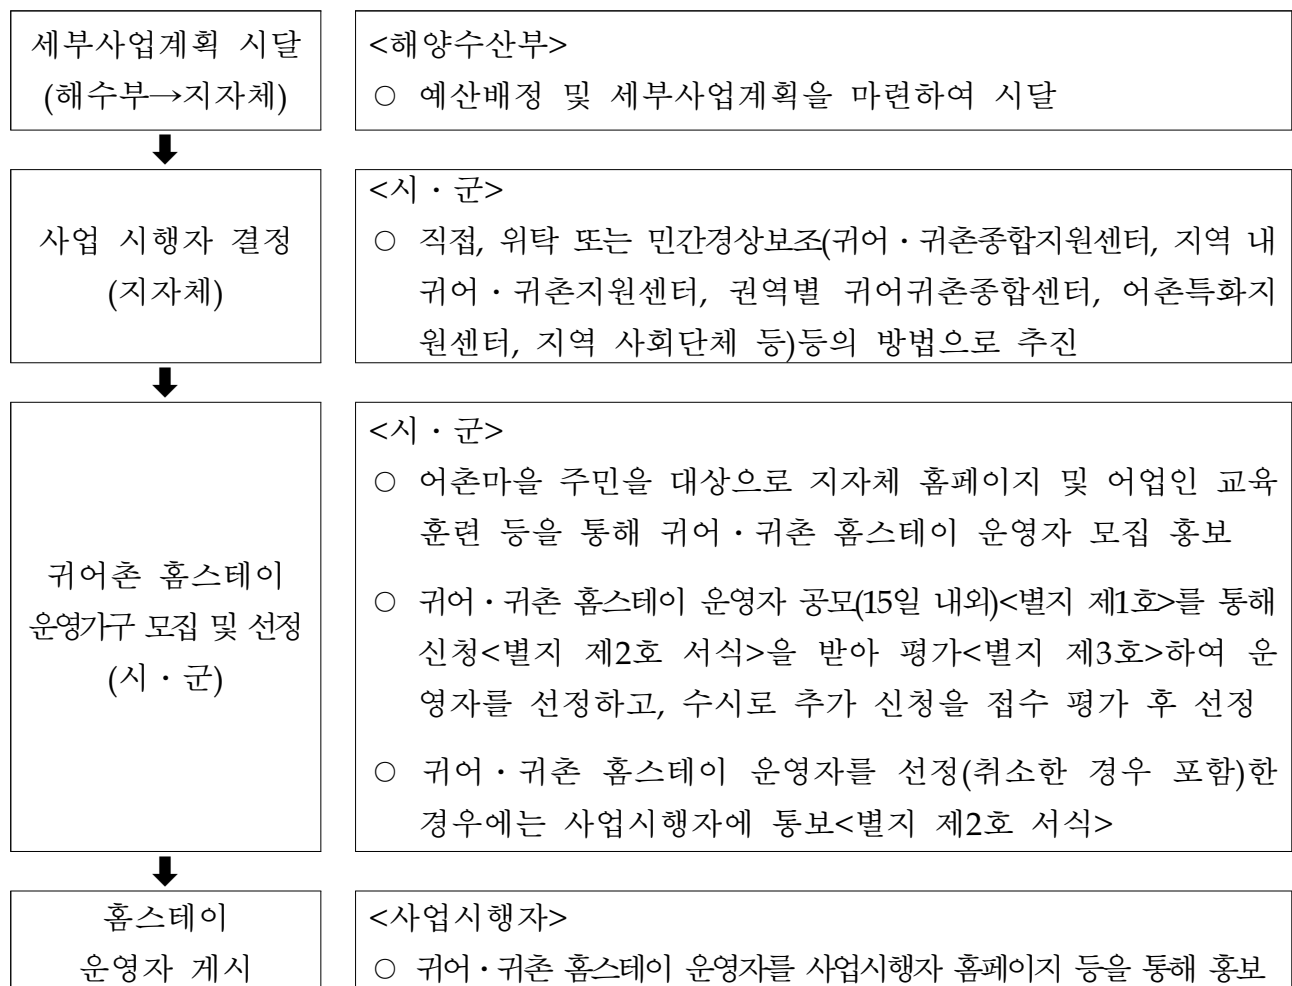 세부사업계획 시달
(해수부→지자체)
<해양수산부>
○ 예산배정 및 세부사업계획을 마련하여 시달
사업 시행자 결정
(지자체)
<시・군>
○ 직접, 위탁 또는 민간경상보조(귀어・귀촌종합지원센터, 지역 내
귀어・귀촌지원센터, 권역별 귀어귀촌종합센터, 어촌특화지
원센터, 지역 사회단체 등)등의 방법으로 추진
귀어촌 홈스테이
운영가구 모집 및 선정
(시・군)
<시・군>
○ 어촌마을 주민을 대상으로 지자체 홈페이지 및 어업인 교육
훈련 등을 통해 귀어・귀촌 홈스테이 운영자 모집 홍보
○ 귀어・귀촌 홈스테이 운영자 공모(15일 내외)<별지 제1호>를 통해
신청<별지 제2호 서식>을 받아 평가<별지 제3호>하여 운
영자를 선정하고, 수시로 추가 신청을 접수 평가 후 선정
○ 귀어・귀촌 홈스테이 운영자를 선정(취소한 경우 포함)한
경우에는 사업시행자에 통보<별지 제2호 서식>
홈스테이
운영자 게시
<사업시행자>
○ 귀어・귀촌 홈스테이 운영자를 사업시행자 홈페이지 등을 통해 홍보